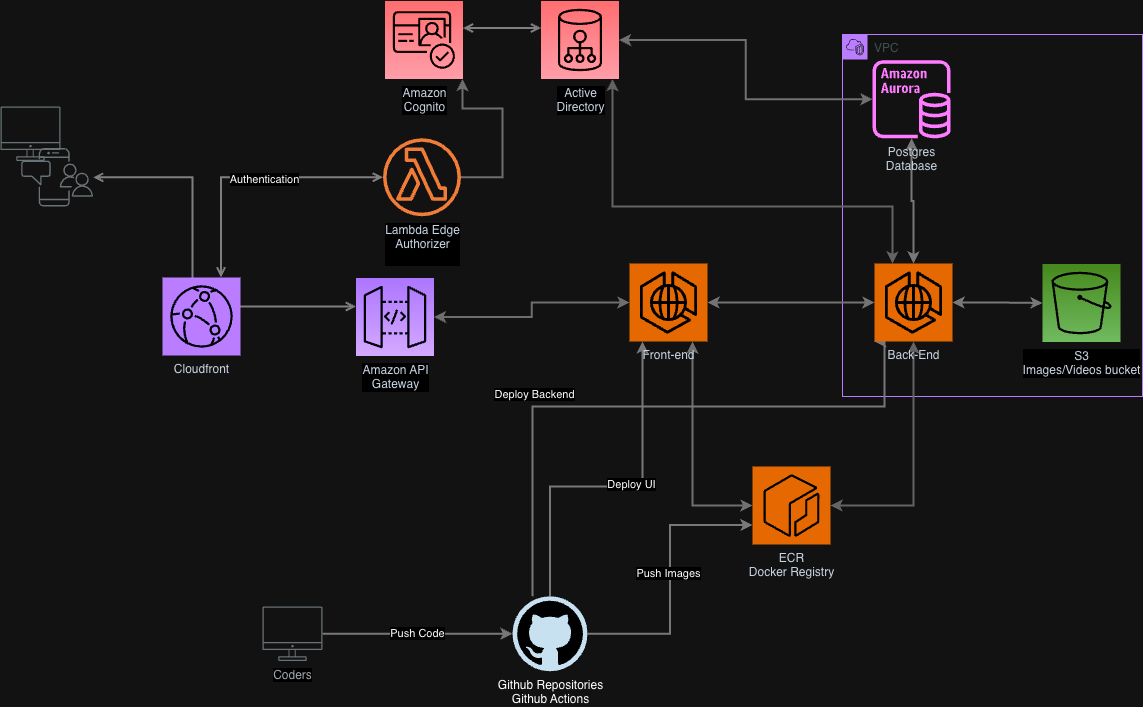 VPC
Amazon
Aurora
Amazon
Cognito
Active
Directory
Postgres
Database
Authentication
Lambda Edge
Authorizer
Cloudfront
Amazon API
Gateway
Front-end
Back-End
S3
Images/Videos bucket
Deploy Backend
Deploy UI
ECR
Docker Registry
Push Images
Push Code
Coders
Github Repositories
Github Actions